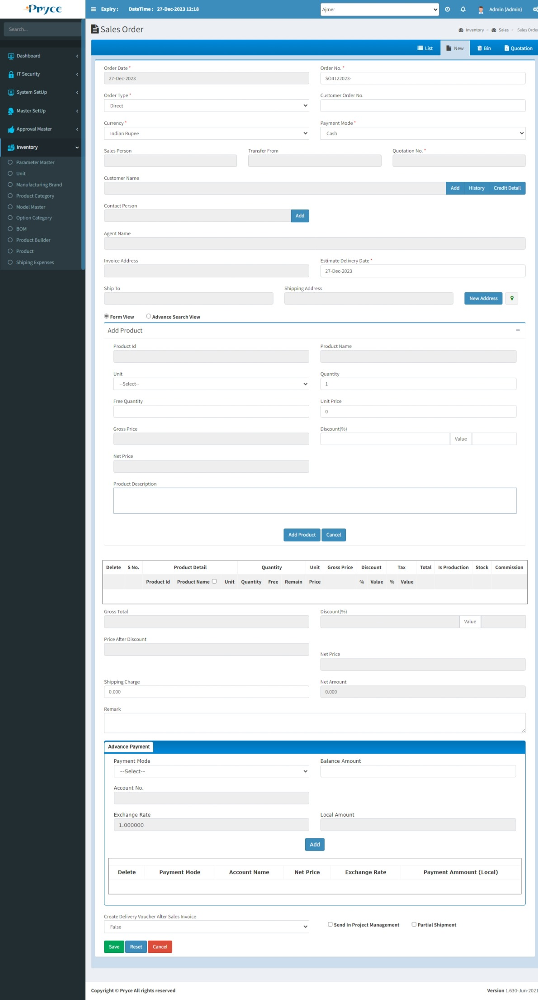 Pryce
Expiry : DateTime : 27-Dec-2023 12:18 Ajmer Admin (Admin)
Search...
Dashboard
IT Security
System SetUp
Master SetUp
Approval Master
Inventory
Parameter Master
Unit
Manufacturing Brand
Product Category
Model Master
Option Category
BOM
Product Builder
Product
Shiping Expenses
Sales Order
Inventory > Sales > Sales Order
List New Bin Quotation
Order Date * Order No. *
27-Dec-2023 SO4122023-
Order Type * Customer Order No.
Direct
Currency * Payment Mode *
Indian Rupee Cash
Sales Person Transfer From Quotation No. *
Customer Name
Add History Credit Detail
Contact Person
Add
Agent Name
Invoice Address Estimate Delivery Date *
27-Dec-2023
Ship To Shipping Address
New Address
Form View Advance Search View
Add Product
Product Id Product Name
Unit Quantity
--Select-- 1
Free Quantity Unit Price
0
Gross Price Discount(%)
Value
Net Price
Product Description
Add Product Cancel
Delete S No. Product Detail Quantity Unit Gross Price Discount Tax Total Is Production Stock Commission
Product Id Product Name Unit Quantity Free Remain Price % Value % Value
Gross Total Discount(%)
Value
Price After Discount
Net Price
Shipping Charge Net Amount
0.000 0.000
Remark
Advance Payment
Payment Mode Balance Amount
--Select--
Account No.
Exchange Rate Local Amount
1.000000
Add
Delete Payment Mode Account Name Net Price Exchange Rate Payment Ammount (Local)
Create Delivery Voucher After Sales Invoice
False Send In Project Management Partial Shipment
Save Reset Cancel
Copyright © Pryce All rights reserved Version 1.630-Jun-2021